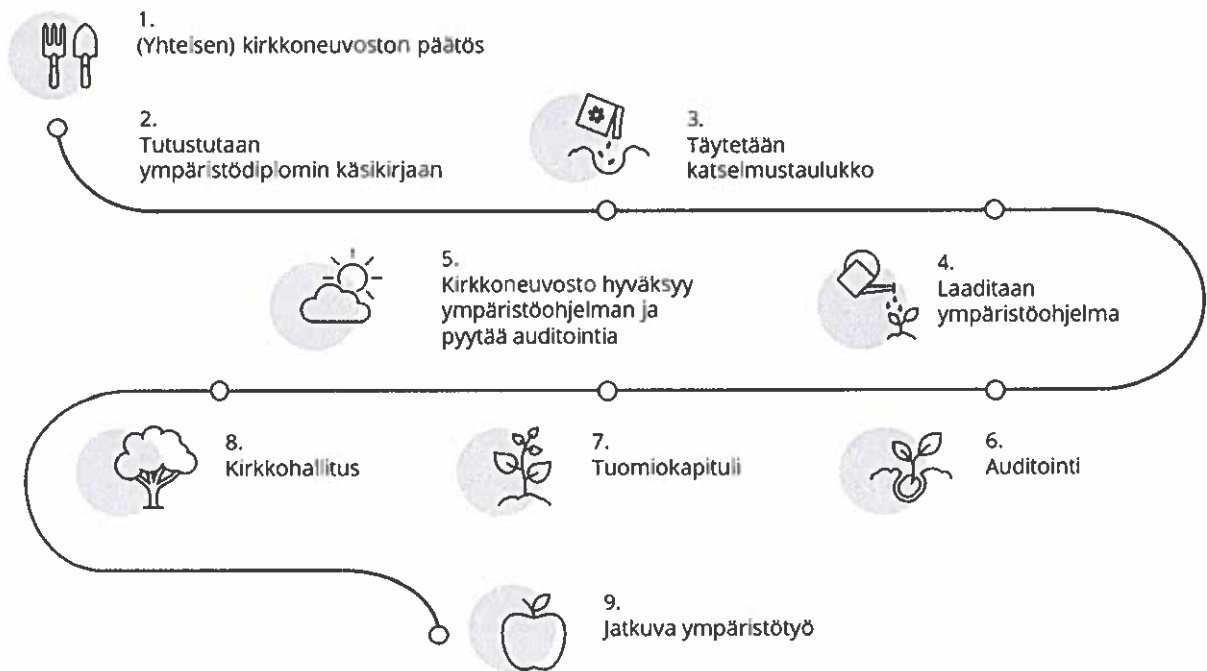 1.
(Yhteisen) kirkkoneuvoston päätös
2.
Tutustutaan
ympäristödiplomin käsikirjaan
3.
Täytetään
katselmustaulukko
4.
Laaditaan
ympäristöohjelma
5.
Kirkkoneuvosto hyväksyy
ympäristöohjelman ja
pyytää auditointia
6.
Auditointi
7.
Tuomiokapituli
8.
Kirkkohallitus
9.
Jatkuva ympäristötyö